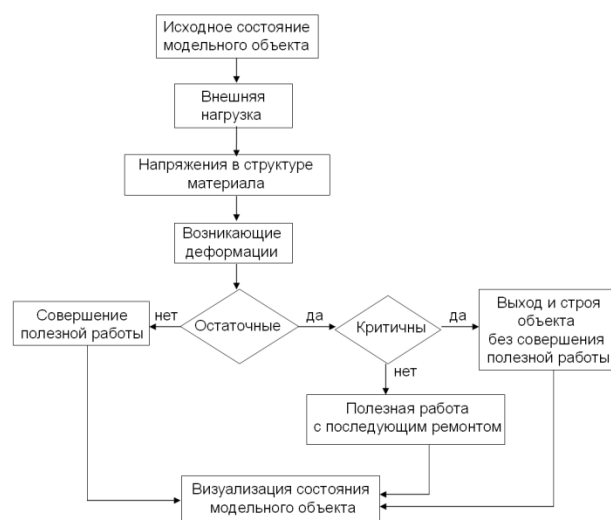 Исходное состояние
модельного объекта
Внешняя
нагрузка
Напряжения в структуре
материала
Возникающие
деформации
Совершение
полезной работы
нет
Остаточные
да
Критичны
да
Выход и строя
объекта
без совершения
полезной работы
нет
Полезная работа
с последующим ремонтом
Визуализация состояния
модельного объекта